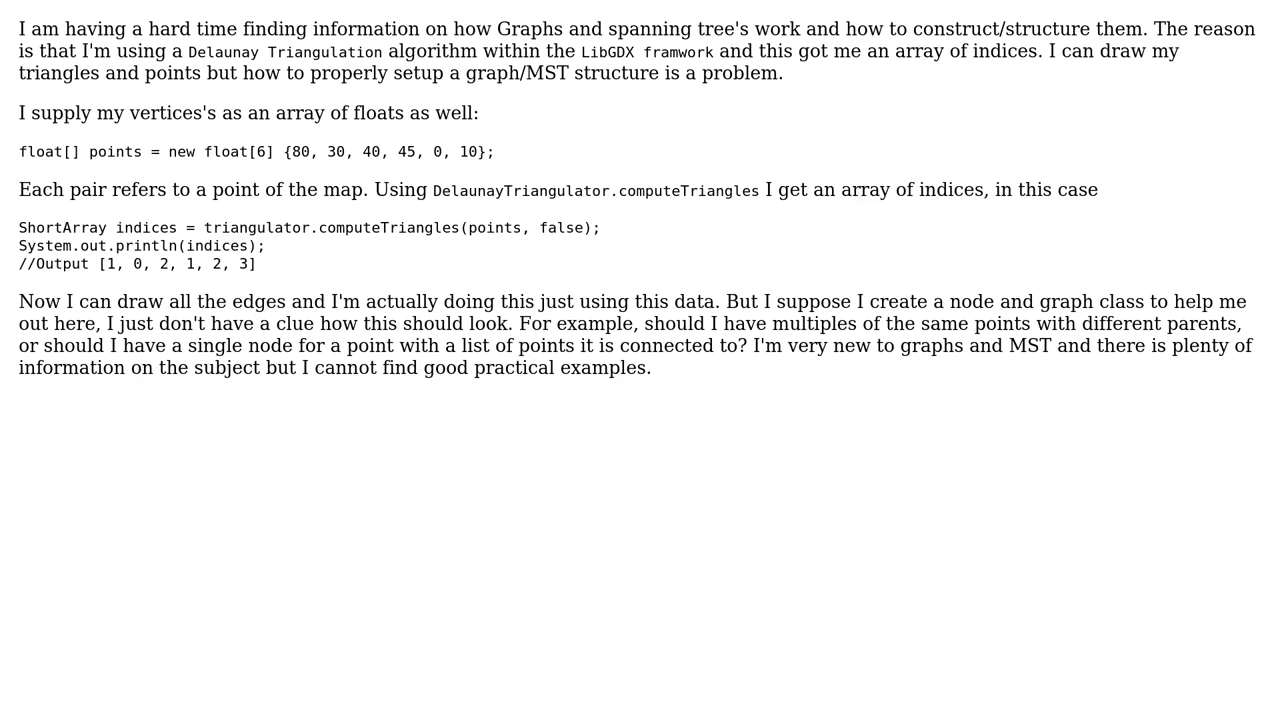 I am having a hard time finding information on how Graphs and spanning tree's work and how to construct/structure them. The reason
is that I'm using a Delaunay Triangulation algorithm within the LibGDX framwork and this got me an array of indices. I can draw my
triangles and points but how to properly setup a graph/MST structure is a problem.
I supply my vertices's as an array of floats as well:
float[] points = new float[6] {80, 30, 40, 45, 0, 10};
Each pair refers to a point of the map. Using DelaunayTriangulator.computeTriangles I get an array of indices, in this case
ShortArray indices = triangulator.computeTriangles(points, false);
System.out.println(indices);
//Output [1, 0, 2, 1, 2, 3]
Now I can draw all the edges and I'm actually doing this just using this data. But I suppose I create a node and graph class to help me
out here, I just don't have a clue how this should look. For example, should I have multiples of the same points with different parents,
or should I have a single node for a point with a list of points it is connected to? I'm very new to graphs and MST and there is plenty of
information on the subject but I cannot find good practical examples.